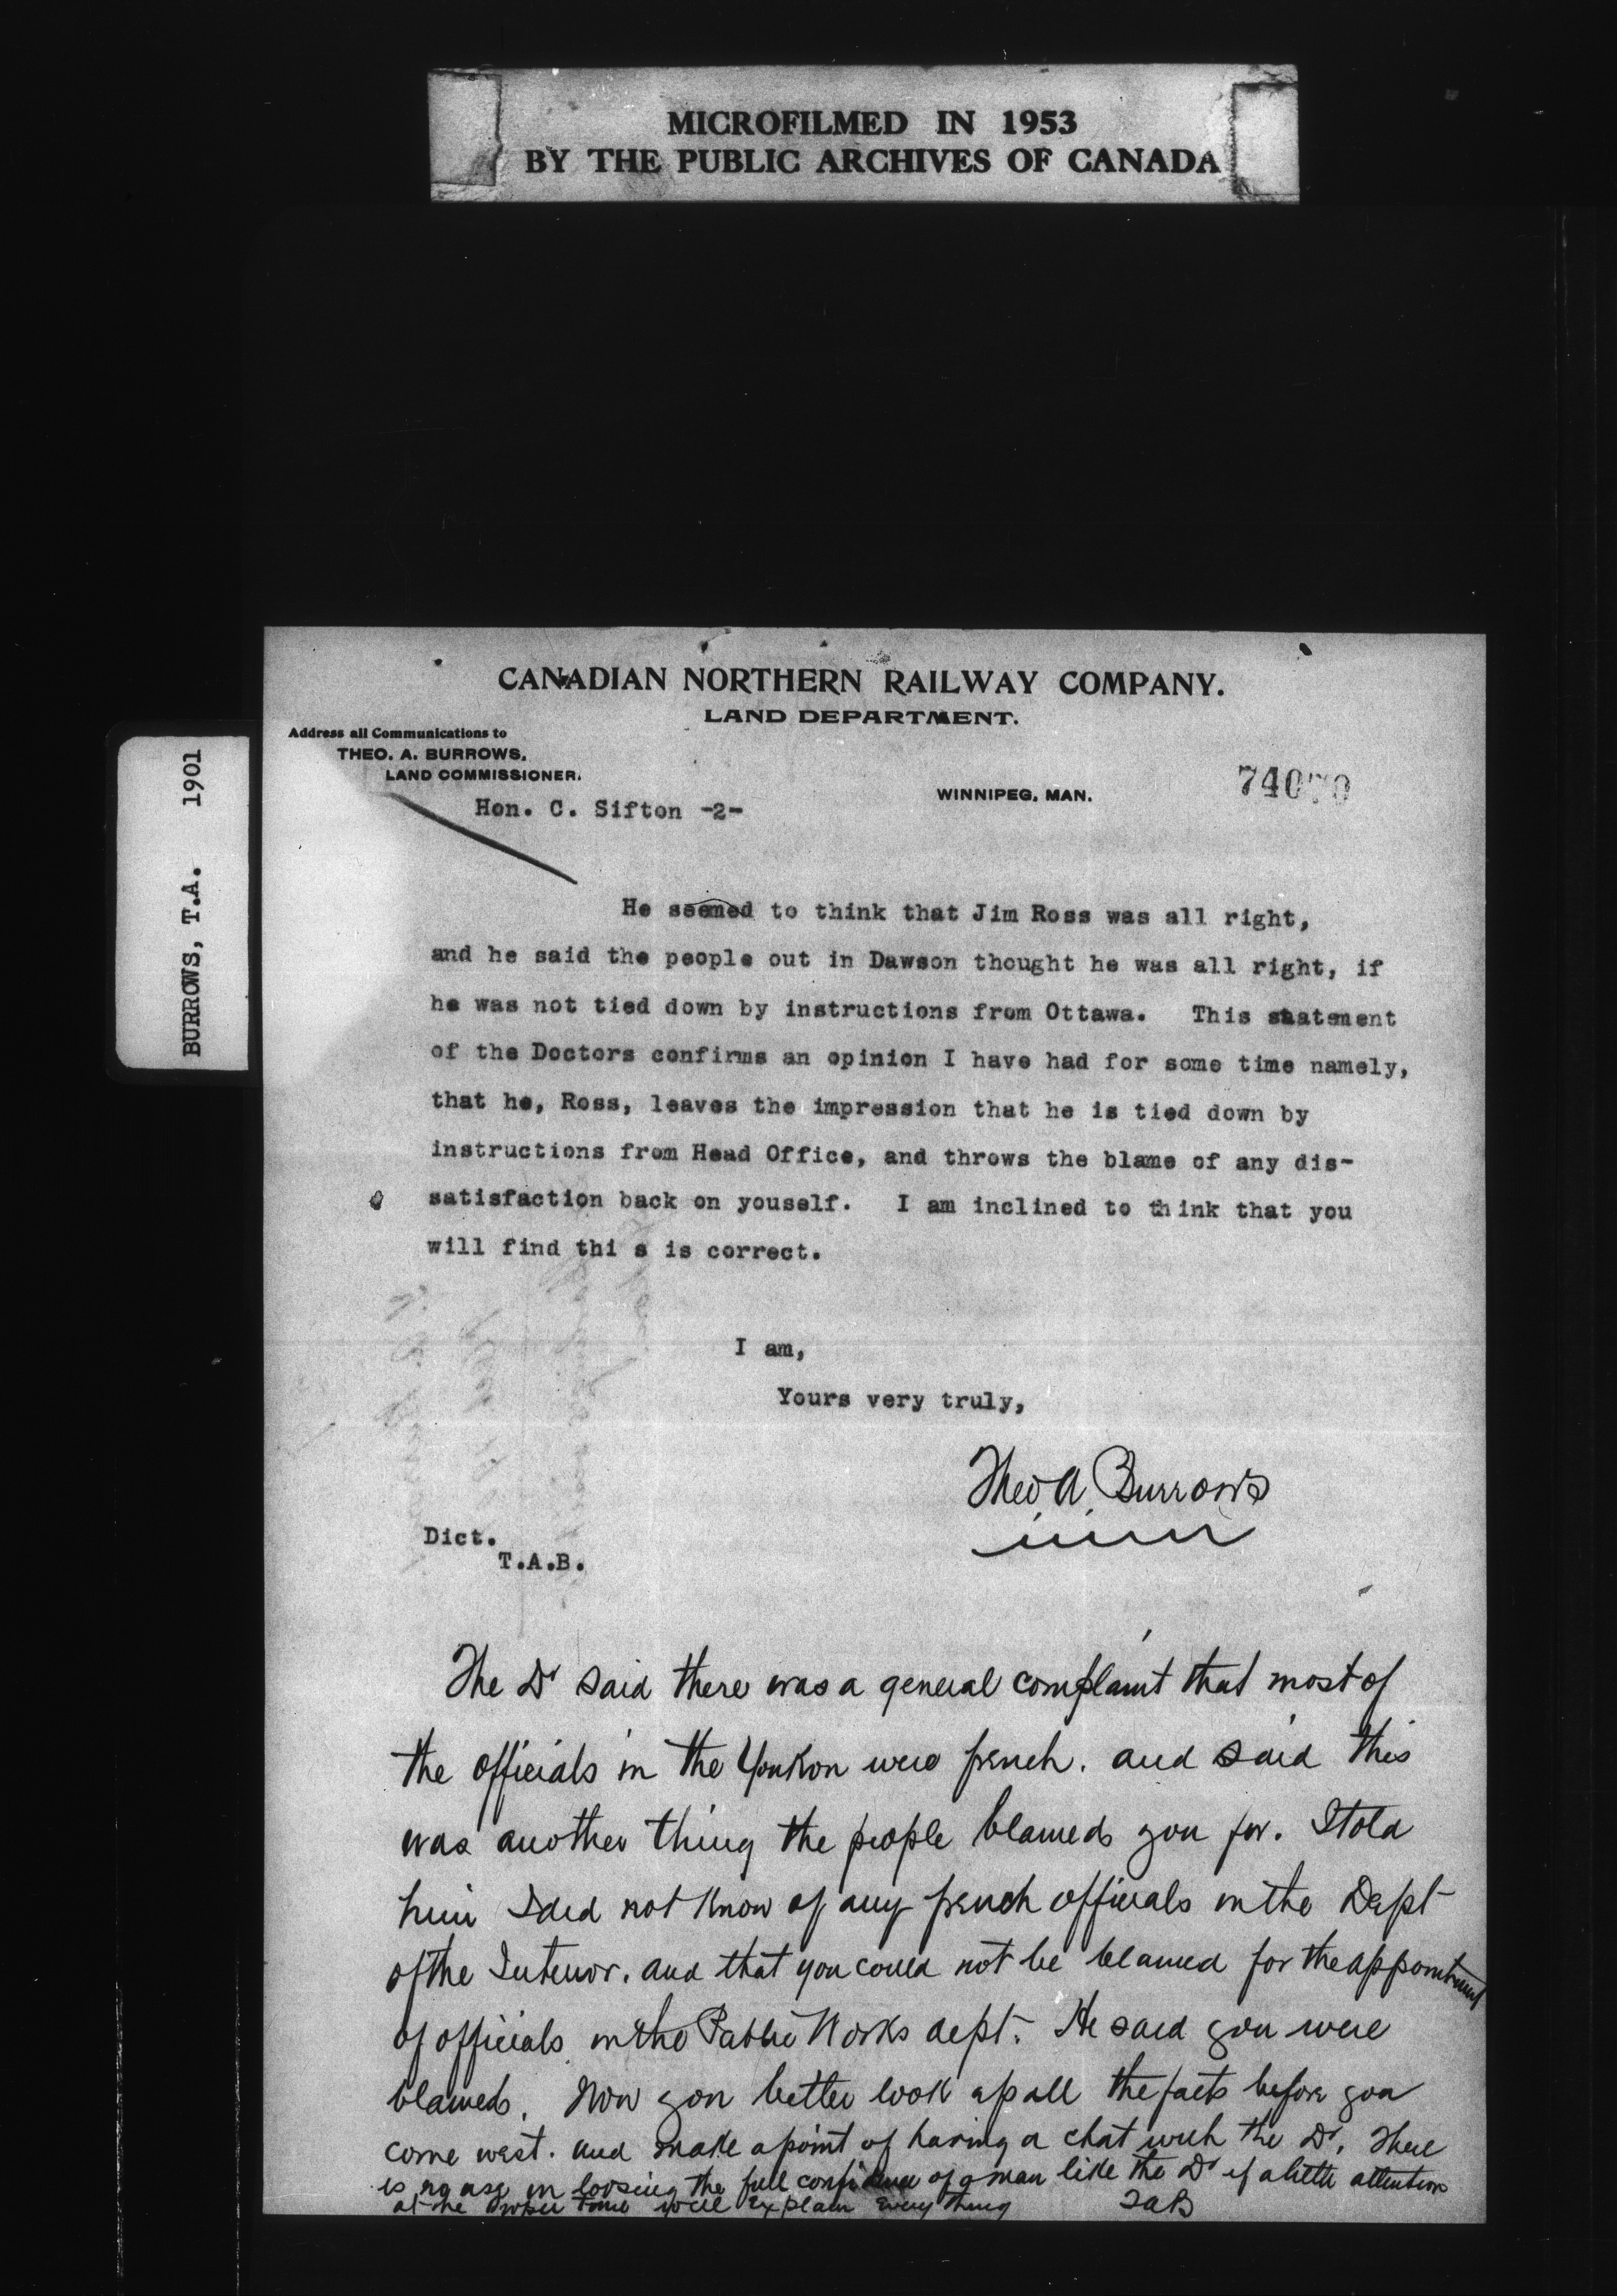 MICROFILMED IN 1953
BY THE PUBLIC ARCHIVES OF CANADA
BURROWS, T.A. 1901
CANADIAN NORTHERN RAILWAY COMPANY.
LAND DEPARTMENT.
Address all Communications to
THEO. A. BURROWS,
LAND COMMISSIONER.
WINNIPEG, MAN.
740
Hon. C. Sifton -2-
He seemed to think that Jim Ross was all right,
and he said the people out in Dawson thought he was all right, if
he was not tied down by instructions from Ottawa. This staatement
of the Doctors confirms an opinion I have had for some time namely,
that he, Ross, leaves the impression that he is tied down by
instructions from Head Office, and throws the blame of any dis-
satisfaction back on youself. I am inclined to think that you
will find thi s is correct.
I am,
Yours very truly,
Theo. A. Burrows
Dict.
T.A.B.
The Dr said there was a general complaint that most of
the officials in the Youkon were french. and said this
was another thing the people blamed you for. I told
him I did not know of any french officials in the Dept
of the Interior. and that you could not be blamed for the appointment
of officials in the Public Works dept. He said you were
blamed. Now you better look up all the facts before you
come west. and make a point of having a chat with the Dr. There
is no use in loosing the full confidence of a man like the Dr if a little attention
at the proper time will explain every thing TAB